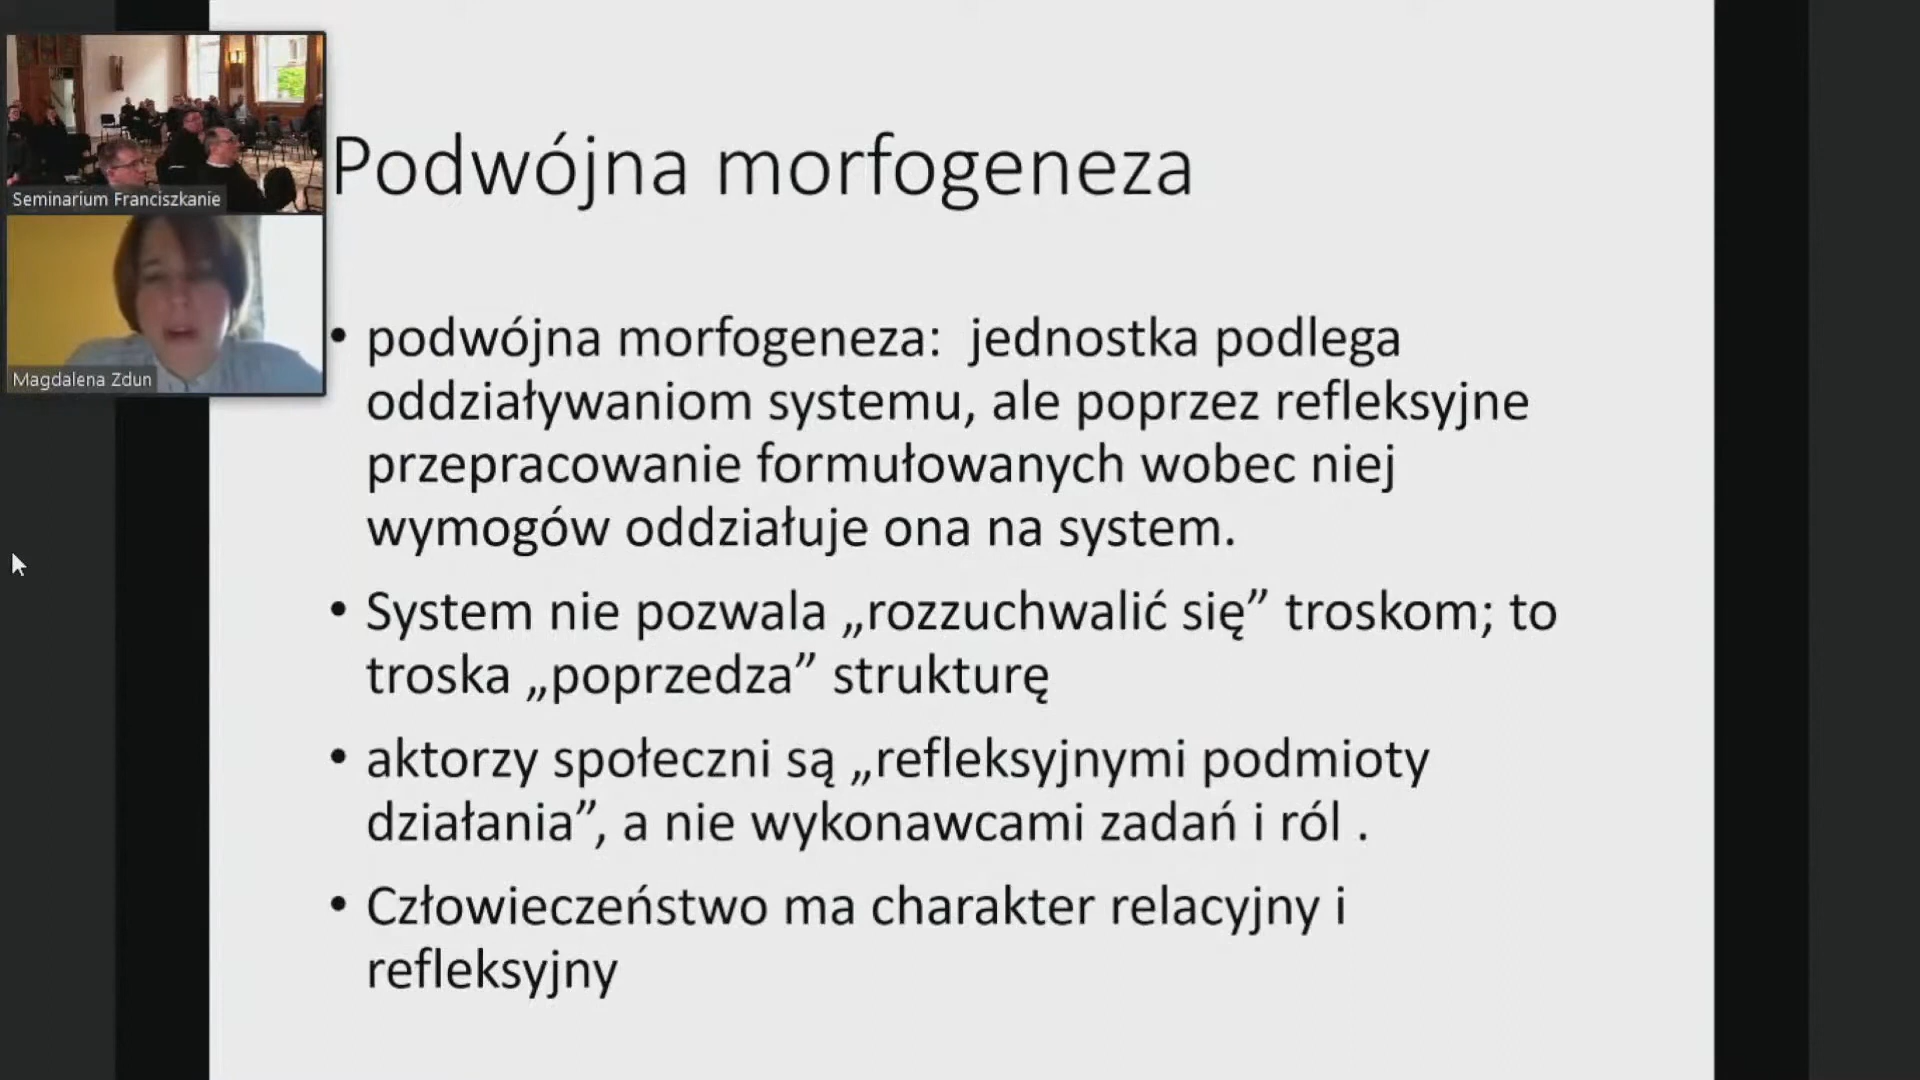 Seminarium Franciszkanie
Magdalena Zdun
Podwójna morfogeneza
• podwójna morfogeneza:  jednostka podlega
oddziaływaniom systemu, ale poprzez refleksyjne
przepracowanie formułowanych wobec niej
wymogów oddziałuje ona na system.
• System nie pozwala „rozzuchwalić się” troskom; to
troska „poprzedza” strukturę
• aktorzy społeczni są „refleksyjnymi podmioty
działania”, a nie wykonawcami zadań i ról .
• Człowieczeństwo ma charakter relacyjny i
refleksyjny